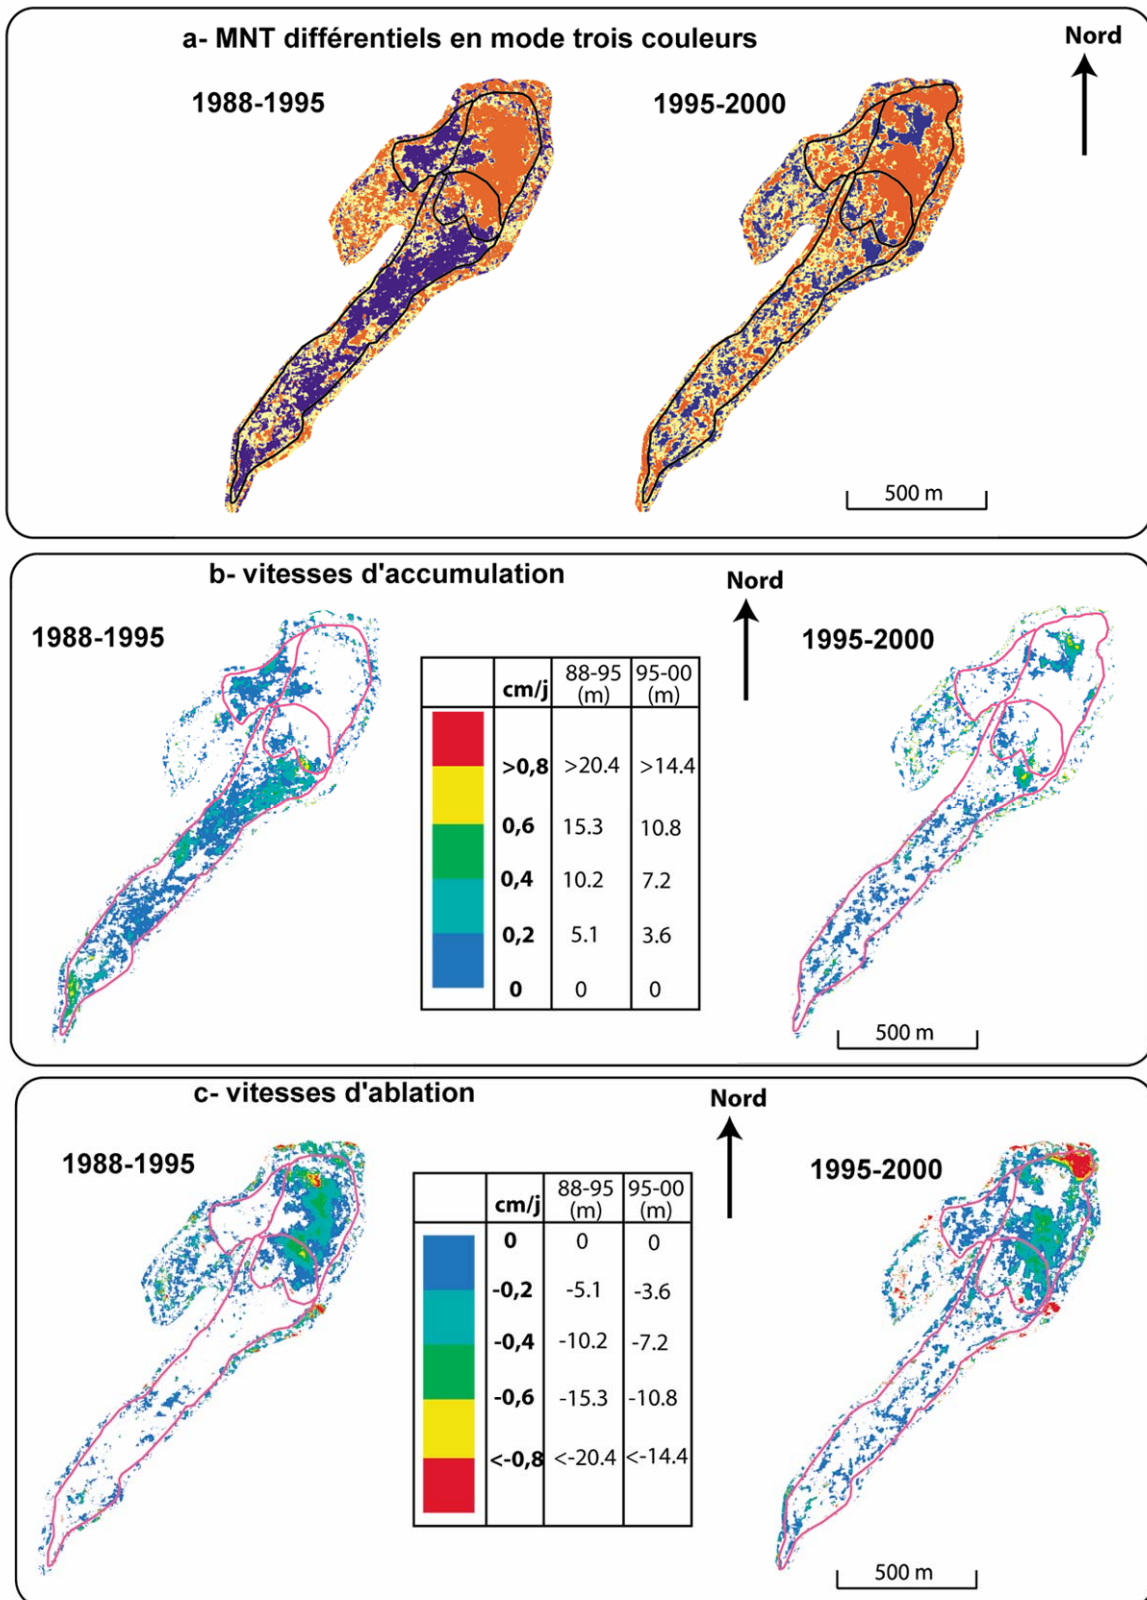 a- MNT différentiels en mode trois couleurs
Nord
1988-1995
1995-2000
500 m
b- vitesses d'accumulation
Nord
1988-1995
1995-2000
cm/j 88-95 (m) 95-00 (m)
>0,8 >20.4 >14.4
0,6 15.3 10.8
0,4 10.2 7.2
0,2 5.1 3.6
0 0 0
500 m
c- vitesses d'ablation
Nord
1988-1995
1995-2000
cm/j 88-95 (m) 95-00 (m)
0 0 0
-0,2 -5.1 -3.6
-0,4 -10.2 -7.2
-0,6 -15.3 -10.8
<-0,8 <-20.4 <-14.4
500 m